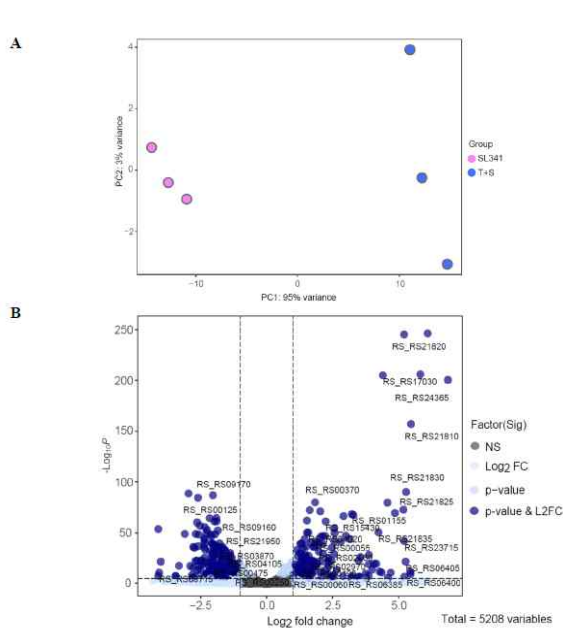 A
4
2
0
−2
PC2: 3% variance
−10
0
10
PC1: 95% variance
Group
SL341
T+S
B
250
200
150
100
50
0
-Log10P
RS_RS21820
RS_RS17030
RS_RS24365
RS_RS21810
RS_RS21830
RS_RS09170
RS_RS00370
RS_RS21825
RS_RS00125
RS_RS01155
RS_RS09160
RS_RS21950
RS_RS21835
RS_RS23715
RS_RS06405
RS_RS06385
RS_RS06400
−2.5
0.0
2.5
5.0
Log2 fold change
Factor(Sig)
NS
Log2 FC
p−value
p−value & L2FC
Total = 5208 variables